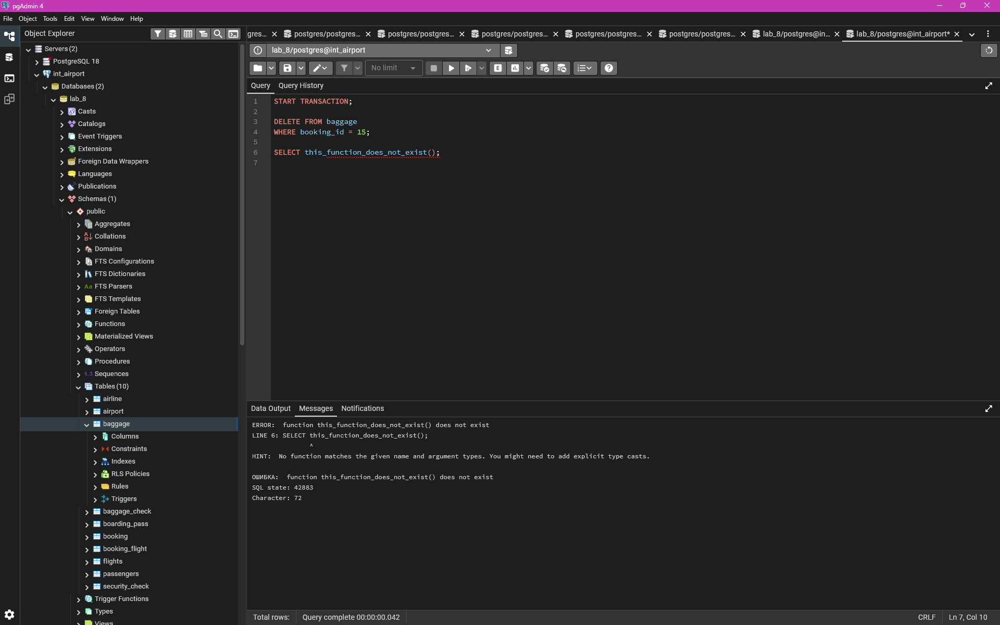 pgAdmin 4
File Object Tools Edit View Window Help
Object Explorer
gres...
postgres/postgres...
postgres/postgres...
postgres/postgres...
postgres/postgres...
postgres/postgres...
lab_8/postgres@in...
lab_8/postgres@int_airport*
Servers (2)
PostgreSQL 18
int_airport
Databases (2)
lab_8
Casts
Catalogs
Event Triggers
Extensions
Foreign Data Wrappers
Languages
Publications
Schemas (1)
public
Aggregates
Collations
Domains
FTS Configurations
FTS Dictionaries
Aa FTS Parsers
FTS Templates
Foreign Tables
Functions
Materialized Views
Operators
Procedures
1..3 Sequences
Tables (10)
airline
airport
baggage
Columns
Constraints
Indexes
RLS Policies
Rules
Triggers
baggage_check
boarding_pass
booking
booking_flight
flights
passengers
security_check
Trigger Functions
Types
Views
lab_8/postgres@int_airport
No limit
E
Query Query History
1 START TRANSACTION;
2
3 DELETE FROM baggage
4 WHERE booking_id = 15;
5
6 SELECT this_function_does_not_exist();
7
Data Output Messages Notifications
ERROR:  function this_function_does_not_exist() does not exist
LINE 6: SELECT this_function_does_not_exist();
^
HINT:  No function matches the given name and argument types. You might need to add explicit type casts.
ОШИБКА:  function this_function_does_not_exist() does not exist
SQL state: 42883
Character: 72
Total rows: Query complete 00:00:00.042 CRLF Ln 7, Col 10